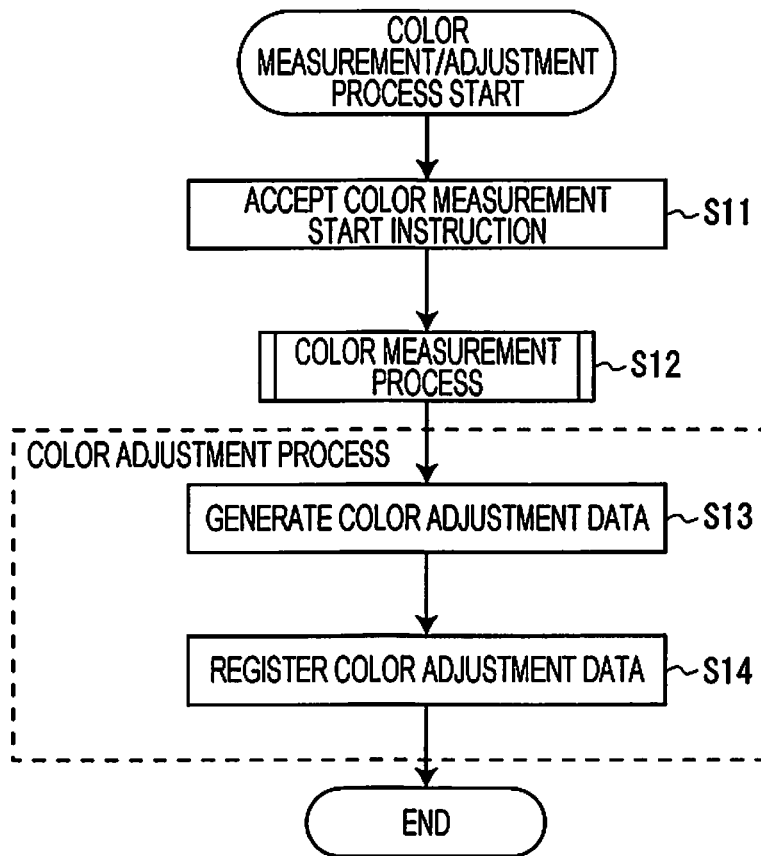 COLOR
MEASUREMENT/ADJUSTMENT
PROCESS START
ACCEPT COLOR MEASUREMENT
START INSTRUCTION
S11
COLOR MEASUREMENT
PROCESS
S12
COLOR ADJUSTMENT PROCESS
GENERATE COLOR ADJUSTMENT DATA
S13
REGISTER COLOR ADJUSTMENT DATA
S14
END